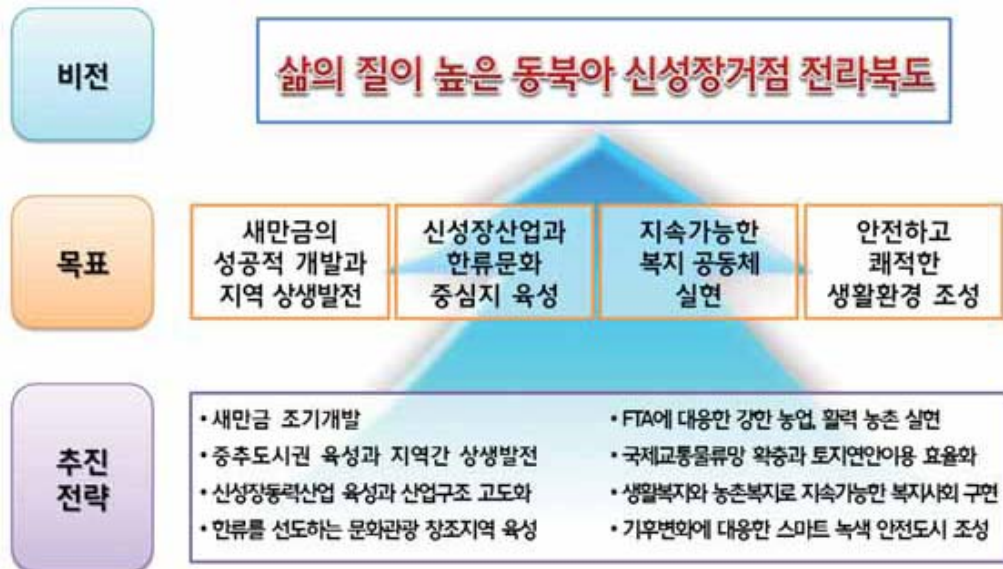 비전
삶의 질이 높은 동북아 신성장거점 전라북도
목표
새만금의
성공적 개발과
지역 상생발전
신성장산업과
한류문화
중심지 육성
지속가능한
복지 공동체
실현
안전하고
쾌적한
생활환경 조성
추진
전략
• 새만금 조기개발
• 중추도시권 육성과 지역간 상생발전
• 신성장동력산업 육성과 산업구조 고도화
• 한류를 선도하는 문화관광 창조지역 육성
• FTA에 대응한 강한 농업, 활력 농촌 실현
• 국제교통물류망 확충과 토지연안이용 효율화
• 생활복지와 농촌복지로 지속가능한 복지사회 구현
• 기후변화에 대응한 스마트 녹색 안전도시 조성